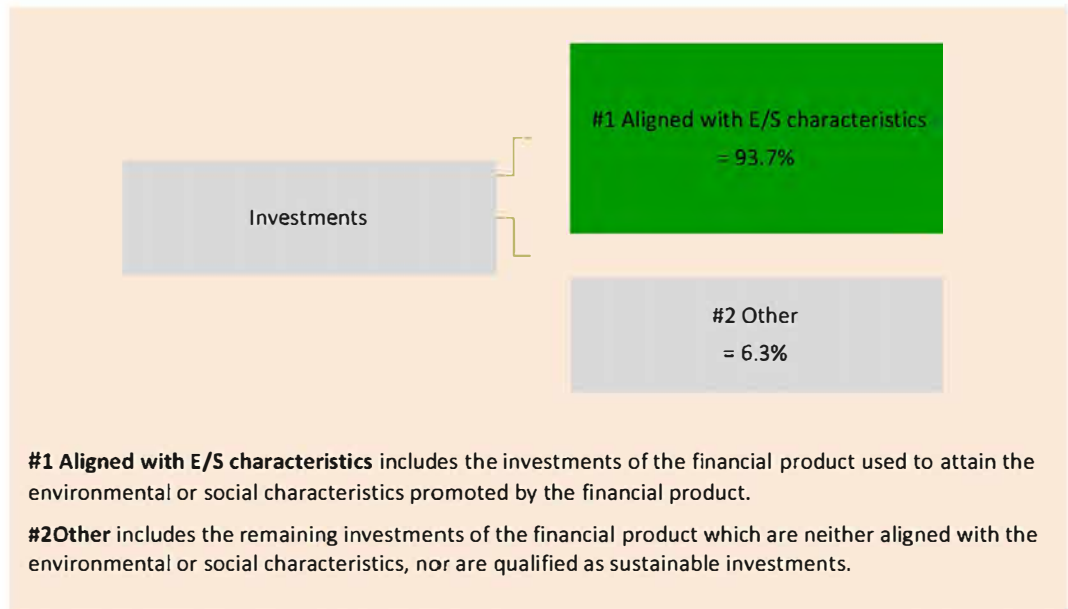 #1 Aligned with E/S characteristics
= 93.7%
Investments
#2 Other
= 6.3%
#1 Aligned with E/S characteristics includes the investments of the financial product used to attain the
environmental or social characteristics promoted by the financial product.
#2Other includes the remaining investments of the financial product which are neither aligned with the
environmental or social characteristics, nor are qualified as sustainable investments.